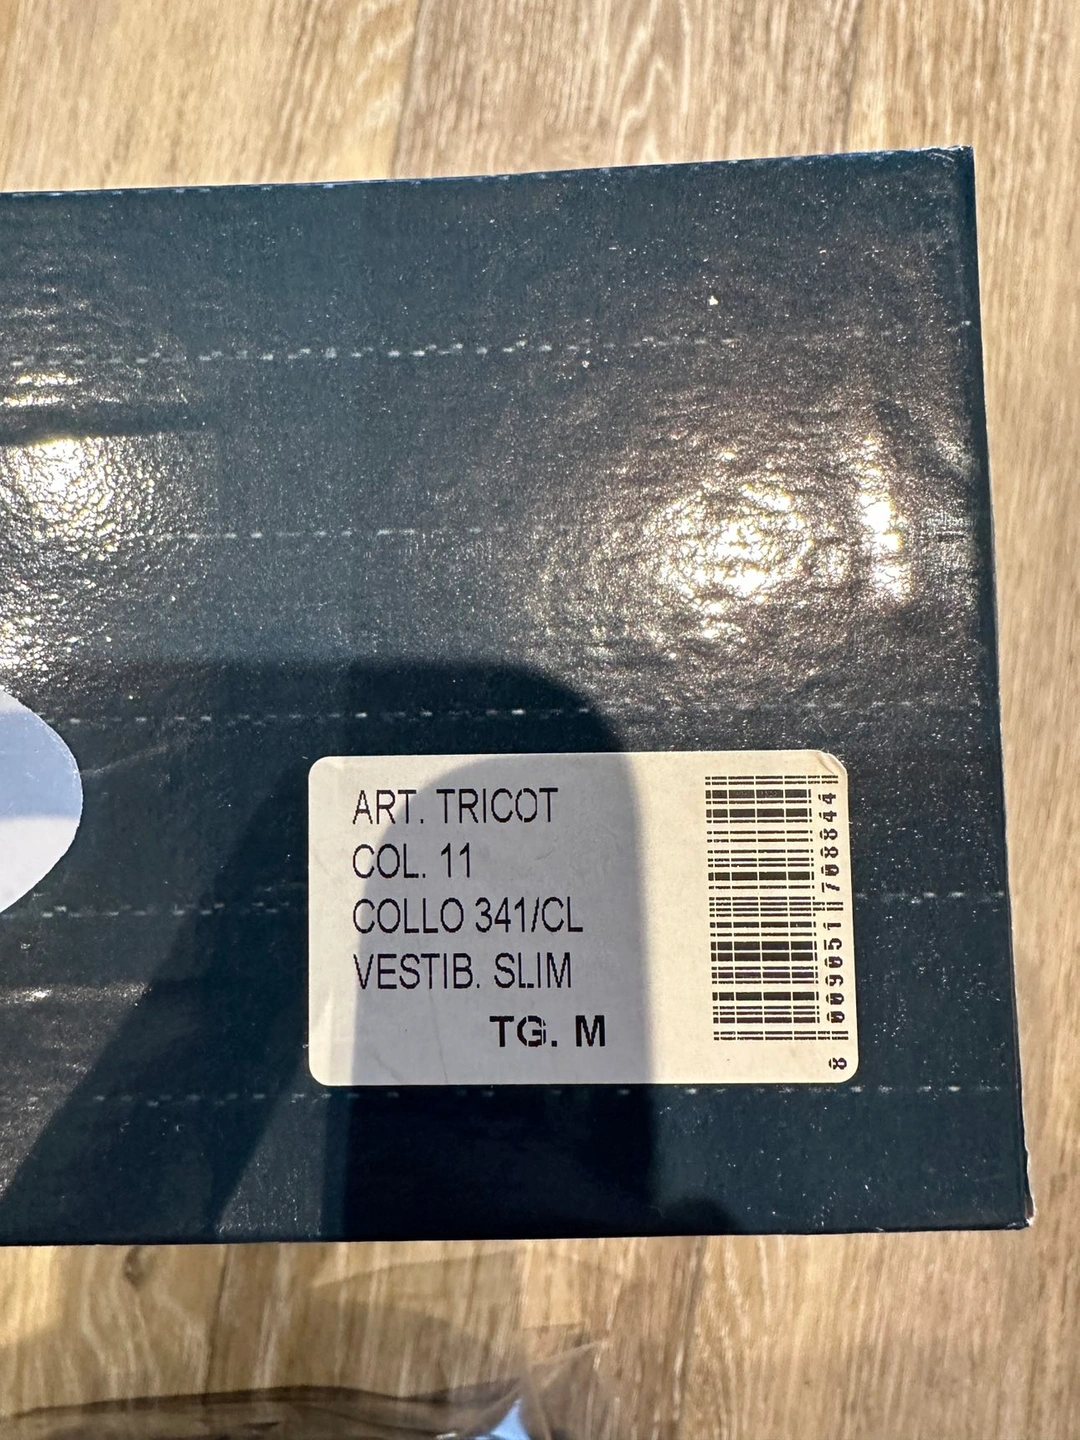 ART. TRICOT
COL. 11
COLLO 341/CL
VESTIB. SLIM
TG. M
8 009051 708844